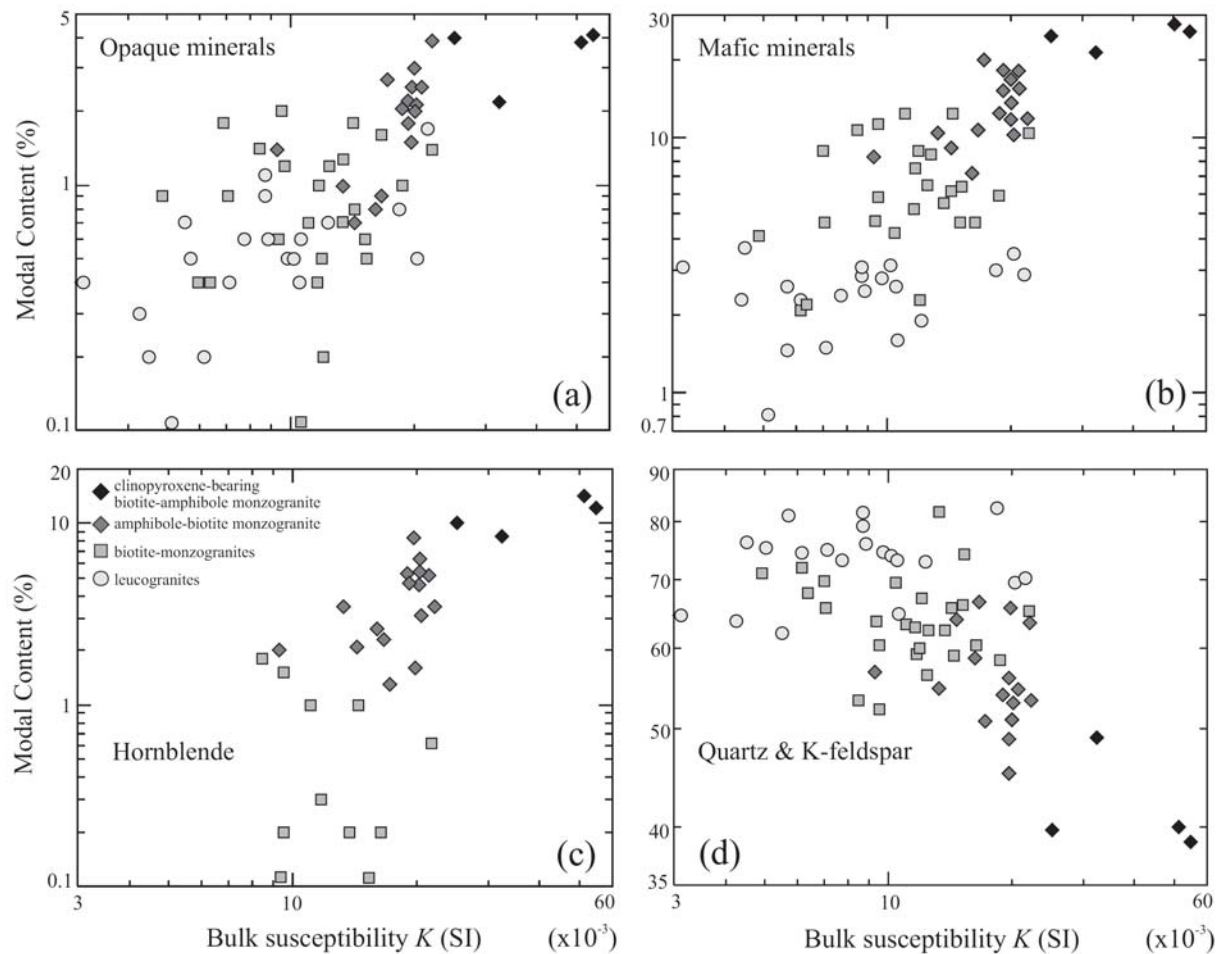 5
Opaque minerals
Modal Content (%)
1
0.1
(a)
30
Mafic minerals
10
1
0.7
(b)
20
clinopyroxene-bearing
biotite-amphibole monzogranite
amphibole-biotite monzogranite
biotite-monzogranites
leucogranites
10
Modal Content (%)
1
Hornblende
0.1
(c)
3
10
60
Bulk susceptibility K (SI)
(x10⁻³)
90
80
70
60
50
Quartz & K-feldspar
40
35
(d)
3
10
60
Bulk susceptibility K (SI)
(x10⁻³)